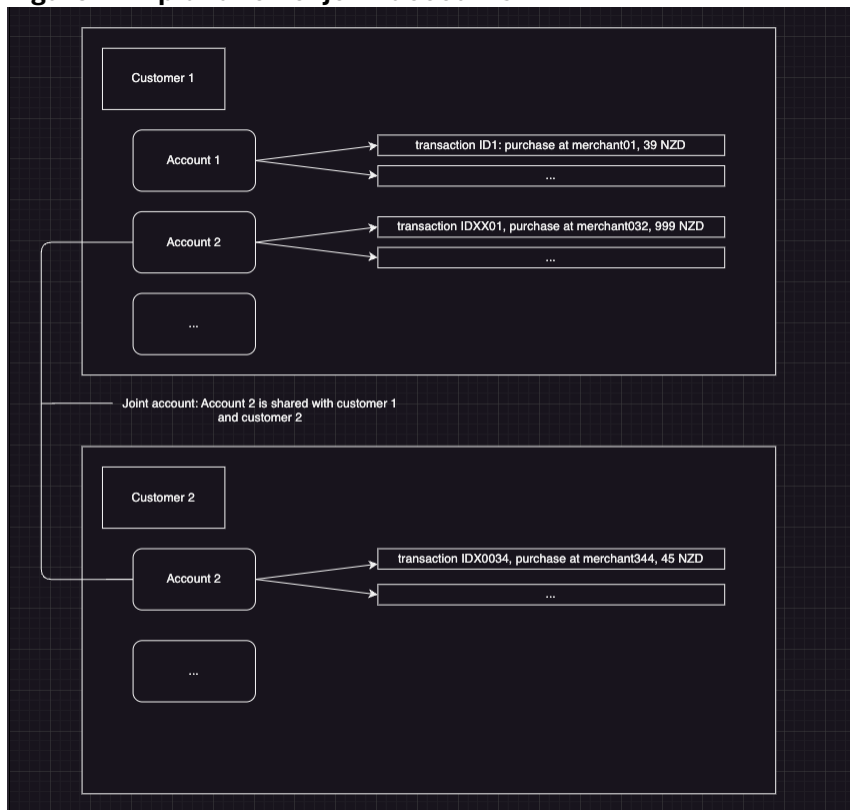 Customer 1
Account 1
transaction ID1: purchase at merchant01, 39 NZD
...
Account 2
transaction IDXX01, purchase at merchant032, 999 NZD
...
...
Joint account: Account 2 is shared with customer 1
and customer 2
Customer 2
Account 2
transaction IDX0034, purchase at merchant344, 45 NZD
...
...